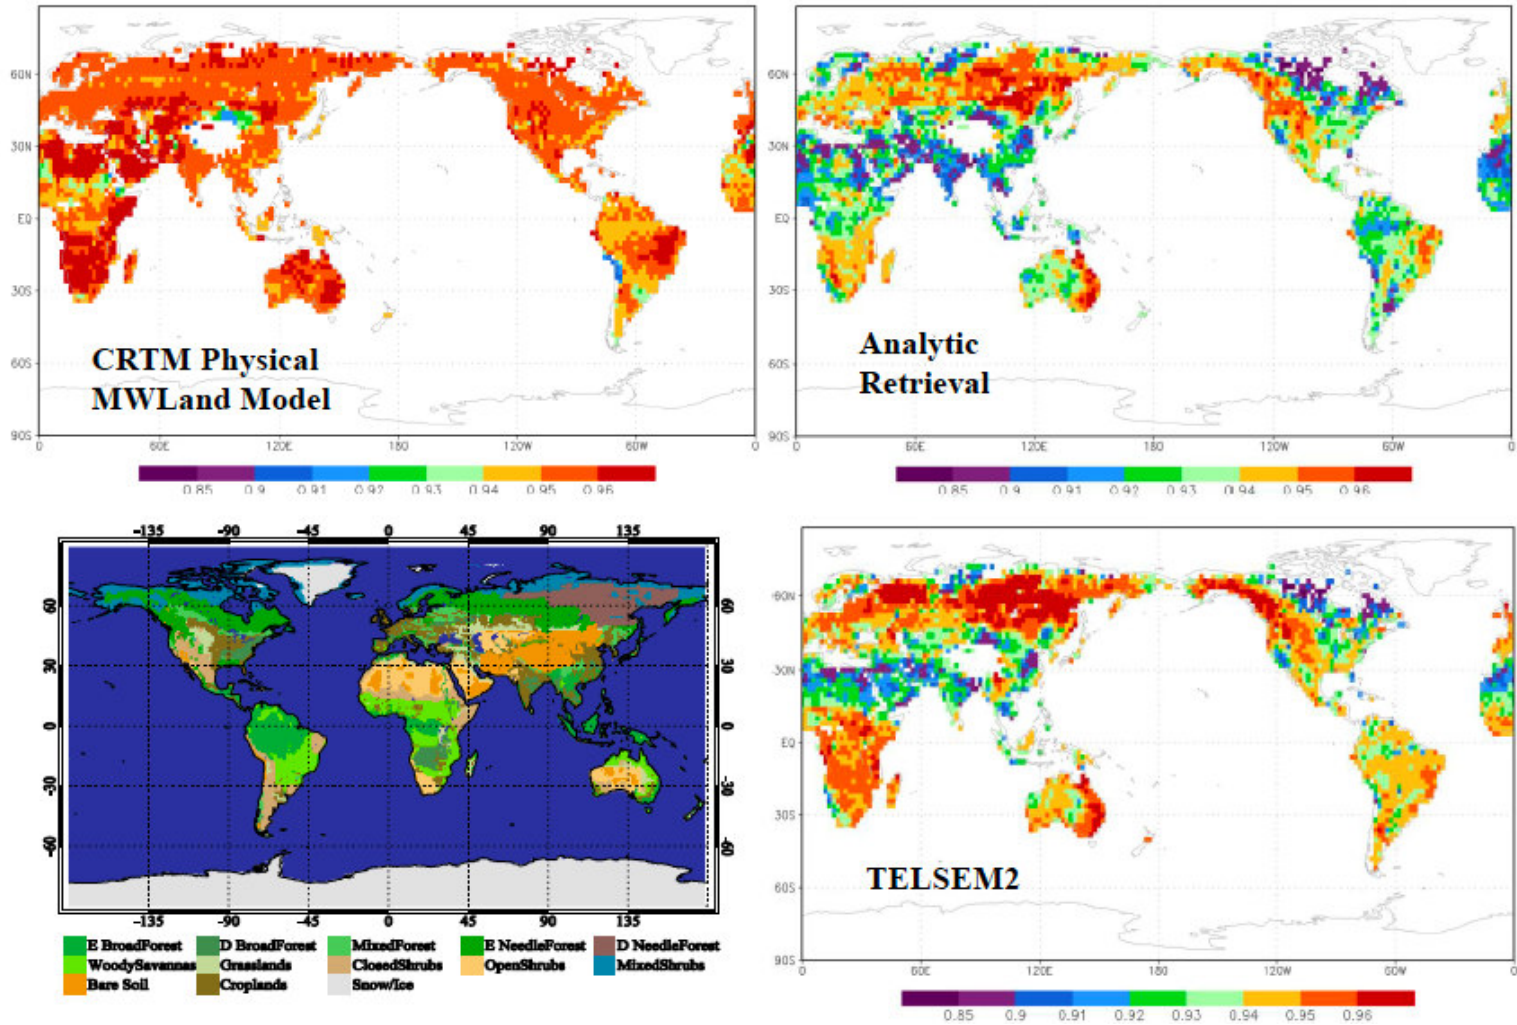 60N
30N
EQ
30S
60S
90S
0 60E 120E 180 120W 60W 0
CRTM Physical
MWLand Model
0.85 0.9 0.91 0.92 0.93 0.94 0.95 0.96
60N
30N
EQ
30S
60S
90S
0 60E 120E 180 120W 60W 0
Analytic
Retrieval
0.85 0.9 0.91 0.92 0.93 0.94 0.95 0.96
-135 -90 -45 0 45 90 135
60 60
30 30
0 0
-30 -30
-60 -60
-135 -90 -45 0 45 90 135
E BroadForest D BroadForest MixedForest E NeedleForest D NeedleForest
WoodySavannas Grasslands ClosedShrubs OpenShrubs MixedShrubs
Bare Soil Croplands Snow/Ice
60N
30N
EQ
30S
60S
90S
0 60E 120E 180 120W 60W 0
TELSEM2
0.85 0.9 0.91 0.92 0.93 0.94 0.95 0.96